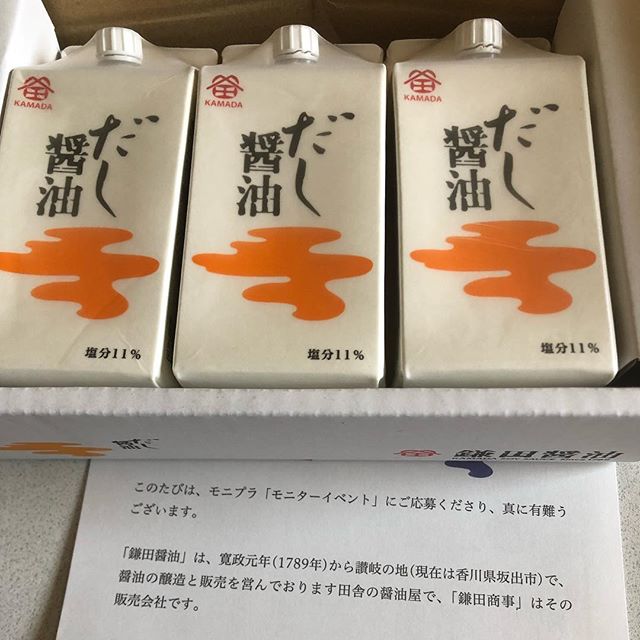 KAMADA
だし
醤油
塩分11%
KAMADA
だし
醤油
塩分11%
KAMADA
だし
醤油
塩分11%
このたびは、モニプラ「モニターイベント」にご応募くださり、真に有難う
ございます。
「鎌田醤油」は、寛政元年(1789年)から讃岐の地(現在は香川県坂出市)で、
醤油の醸造と販売を営んでおります田舎の醤油屋で、「鎌田商事」はその
販売会社です。